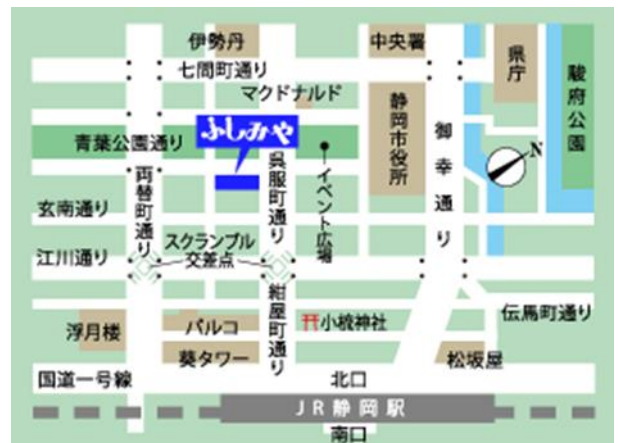 伊勢丹
中央署
県庁
駿府公園
七間町通り
マクドナルド
静岡市役所
御幸通り
青葉公園通り
ふしみや
N
両替町通り
呉服町通り
イベント広場
玄南通り
江川通り
スクランブル
交差点
紺屋町通り
伝馬町通り
浮月楼
パルコ
小梳神社
葵タワー
松坂屋
国道一号線
北口
JR静岡駅
南口